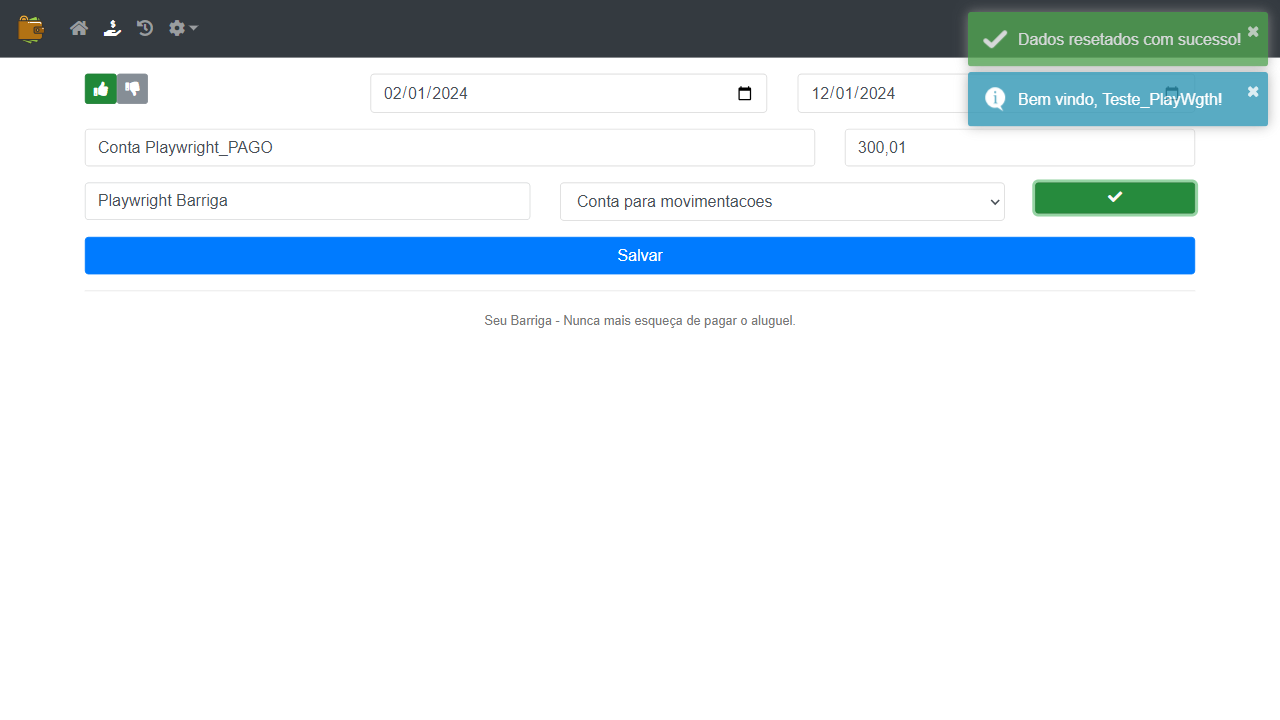 Dados resetados com sucesso!
02/01/2024
12/01/2024
Bem vindo, Teste_PlayWgth!
Conta Playwright_PAGO
300,01
Playwright Barriga
Conta para movimentacoes
Salvar
Seu Barriga - Nunca mais esqueça de pagar o aluguel.